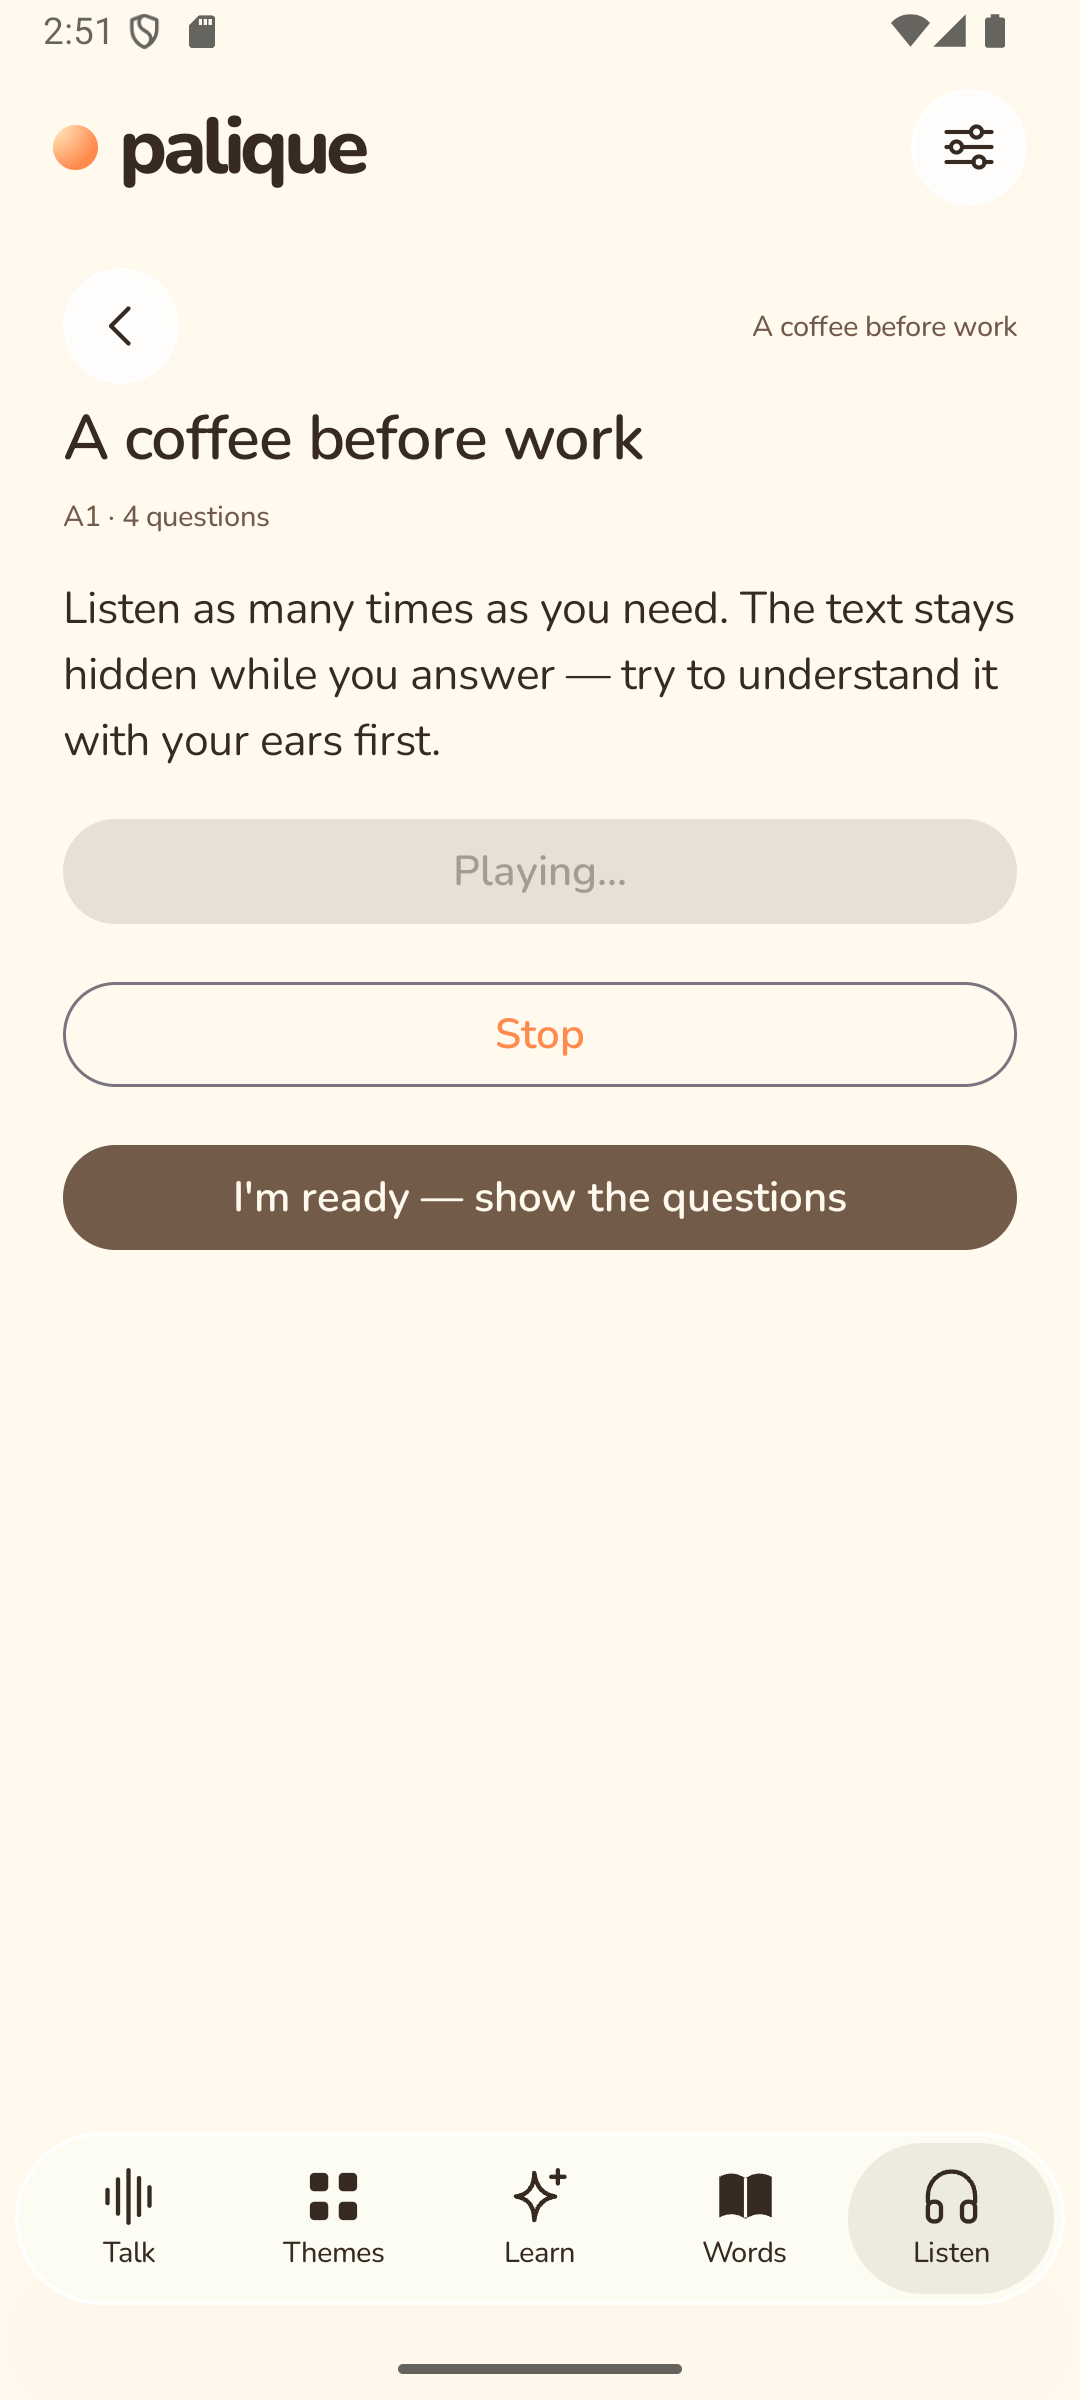 2:51
palique
A coffee before work
A coffee before work
A1 · 4 questions
Listen as many times as you need. The text stays
hidden while you answer — try to understand it
with your ears first.
Playing...
Stop
I'm ready — show the questions
Talk
Themes
Learn
Words
Listen